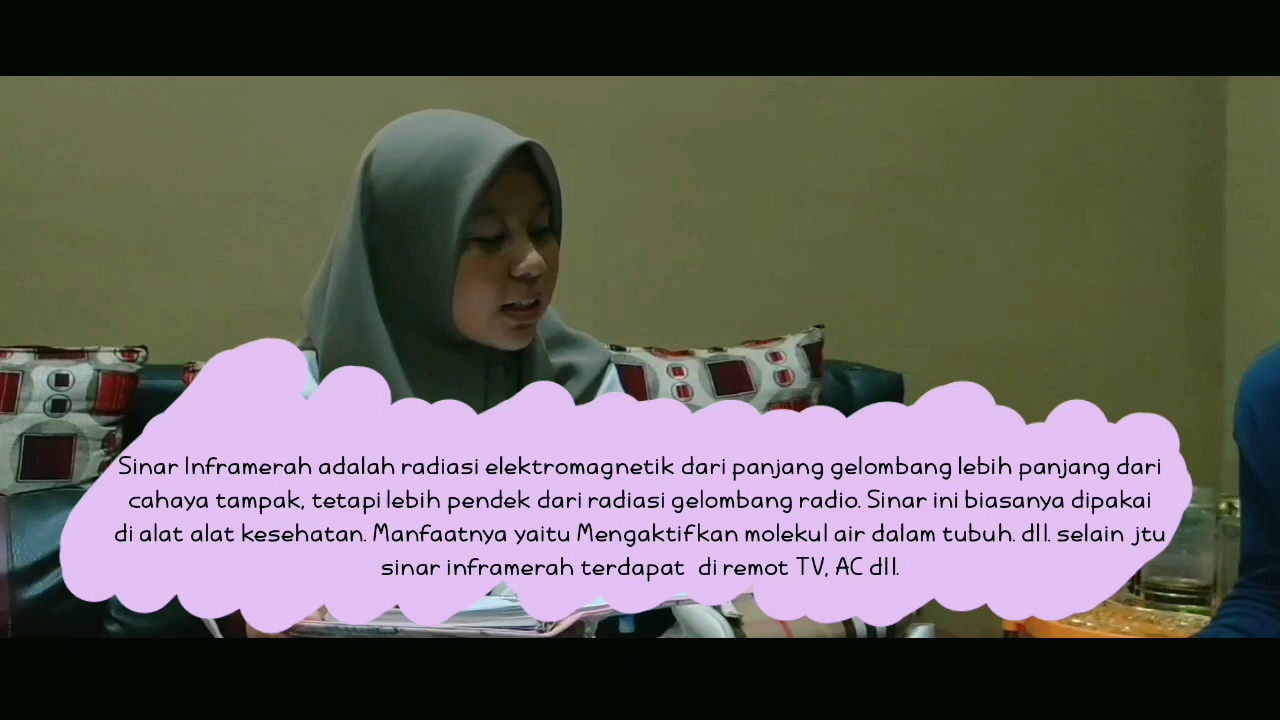 Sinar Inframerah adalah radiasi elektromagnetik dari panjang gelombang lebih panjang dari
cahaya tampak, tetapi lebih pendek dari radiasi gelombang radio. Sinar ini biasanya dipakai
di alat alat kesehatan. Manfaatnya yaitu Mengaktifkan molekul air dalam tubuh. dll. selain jtu
sinar inframerah terdapat di remot TV, AC dll.